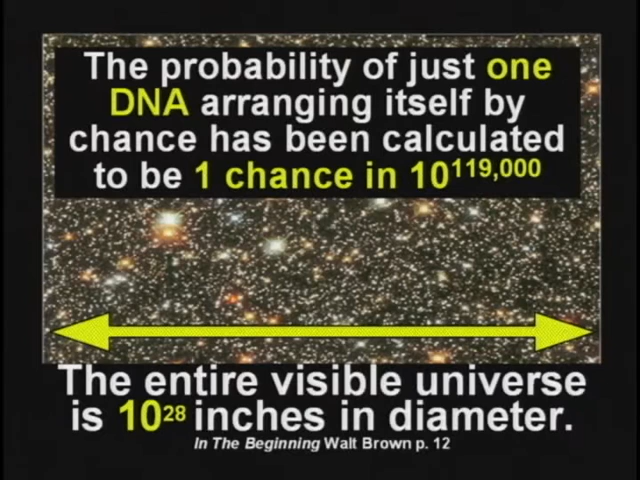 The probability of just one
DNA arranging itself by
chance has been calculated
to be 1 chance in 10¹¹⁹,⁰⁰⁰
The entire visible universe
is 10²⁸ inches in diameter.
In The Beginning Walt Brown p. 12